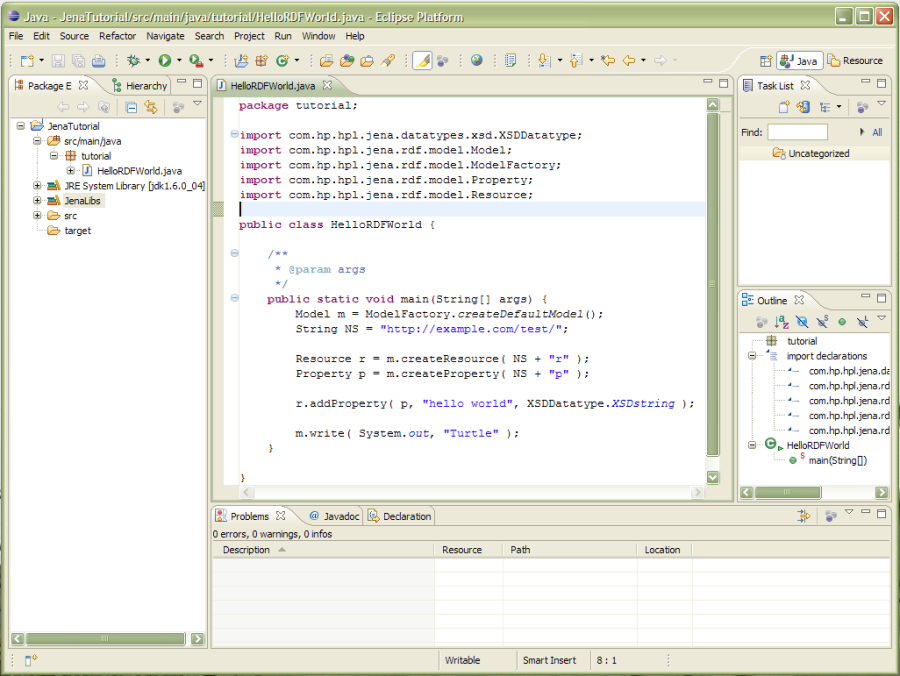 Java - JenaTutorial/src/main/java/tutorial/HelloRDFWorld.java - Eclipse Platform
File Edit Source Refactor Navigate Search Project Run Window Help
Java Resource
Package E Hierarchy
JenaTutorial
src/main/java
tutorial
HelloRDFWorld.java
JRE System Library [jdk1.6.0_04]
JenaLibs
src
target
HelloRDFWorld.java
package tutorial;
import com.hp.hpl.jena.datatypes.xsd.XSDDatatype;
import com.hp.hpl.jena.rdf.model.Model;
import com.hp.hpl.jena.rdf.model.ModelFactory;
import com.hp.hpl.jena.rdf.model.Property;
import com.hp.hpl.jena.rdf.model.Resource;
public class HelloRDFWorld {
/**
* @param args
*/
public static void main(String[] args) {
Model m = ModelFactory.createDefaultModel();
String NS = "http://example.com/test/";
Resource r = m.createResource( NS + "r" );
Property p = m.createProperty( NS + "p" );
r.addProperty( p, "hello world", XSDDatatype.XSDstring );
m.write( System.out, "Turtle" );
}
}
Task List
Find: All
Uncategorized
Outline
tutorial
import declarations
com.hp.hpl.jena.da
com.hp.hpl.jena.rd
com.hp.hpl.jena.rd
com.hp.hpl.jena.rd
com.hp.hpl.jena.rd
HelloRDFWorld
main(String[])
Problems Javadoc Declaration
0 errors, 0 warnings, 0 infos
Description Resource Path Location
Writable Smart Insert 8 : 1